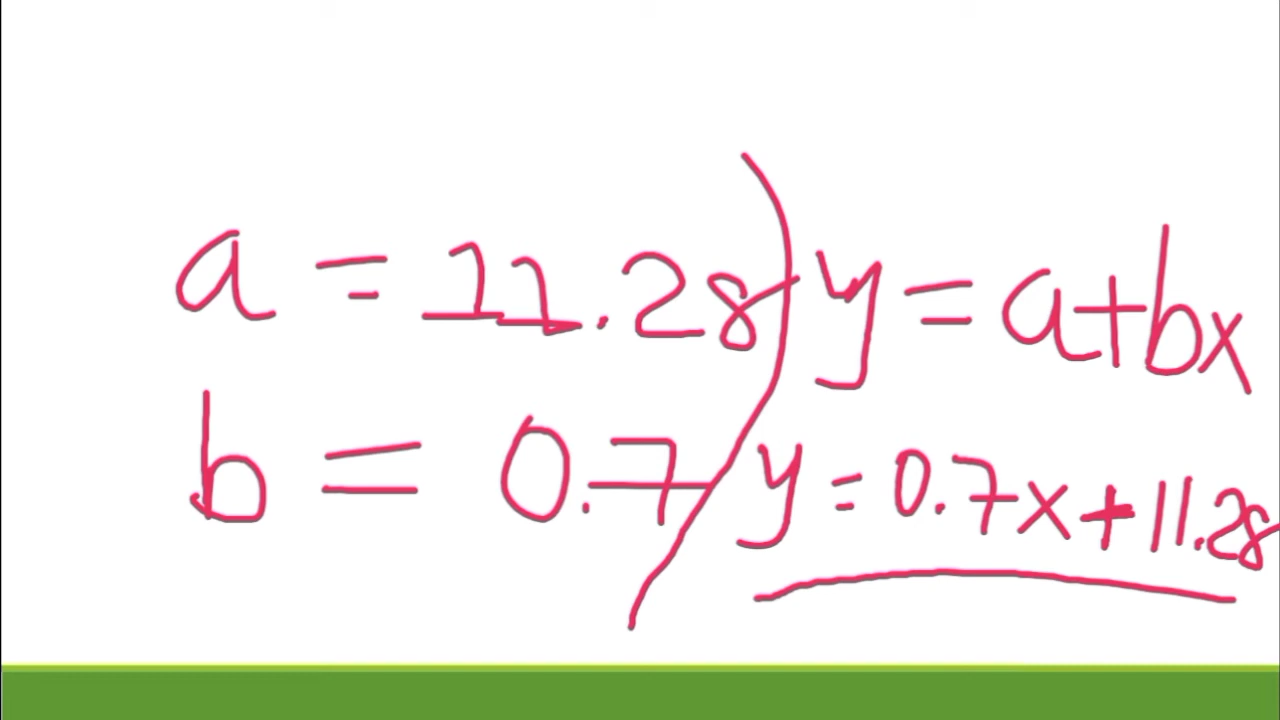 a = 11.28
b = 0.7
y = a+bx
y = 0.7x+11.28